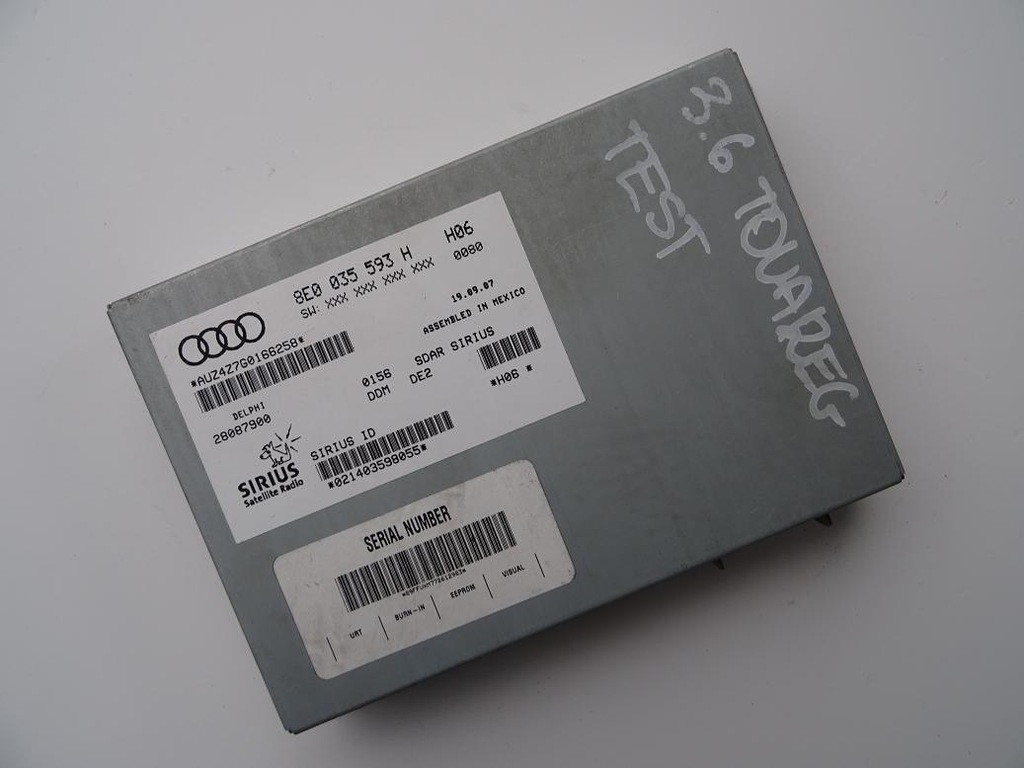 8E0 035 593 H H06
SW: XXX XXX XXX XXX 0080
*AUZ4Z7G0166258*
19.09.07
ASSEMBLED IN MEXICO
DELPHI
28087900
0156 SDAR SIRIUS
DDM DE2
*H06 *
SIRIUS
Satellite Radio
SIRIUS ID
*021403598055*
SERIAL NUMBER
URT BURN-IN EEPROM VISUAL
3.6 TOUAREG
TEST